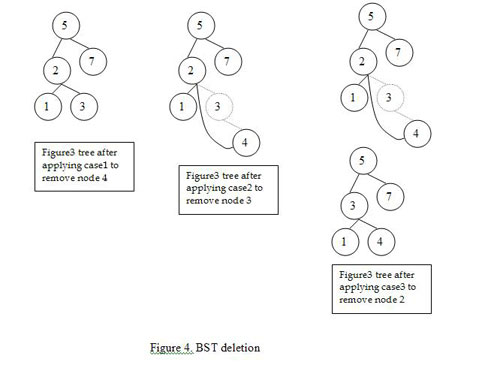 5
2
7
1
3
Figure3 tree after
applying case1 to
remove node 4
5
2
7
1
3
4
Figure3 tree after
applying case2 to
remove node 3
5
2
7
1
3
4
5
3
7
1
4
Figure3 tree after
applying case3 to
remove node 2
Figure 4. BST deletion